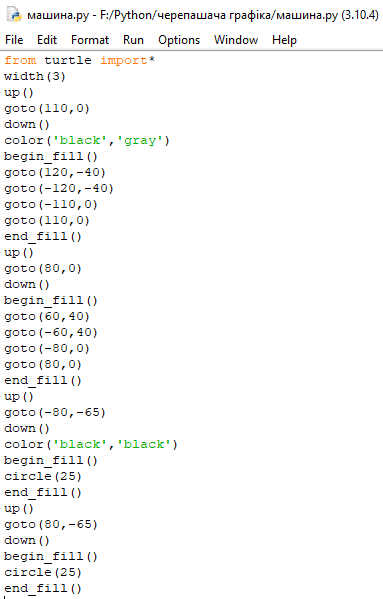 машина.py - F:/Python/черепашача графіка/машина.py (3.10.4)
File Edit Format Run Options Window Help
from turtle import*
width(3)
up()
goto(110,0)
down()
color('black','gray')
begin_fill()
goto(120,-40)
goto(-120,-40)
goto(-110,0)
goto(110,0)
end_fill()
up()
goto(80,0)
down()
begin_fill()
goto(60,40)
goto(-60,40)
goto(-80,0)
goto(80,0)
end_fill()
up()
goto(-80,-65)
down()
color('black','black')
begin_fill()
circle(25)
end_fill()
up()
goto(80,-65)
down()
begin_fill()
circle(25)
end_fill()